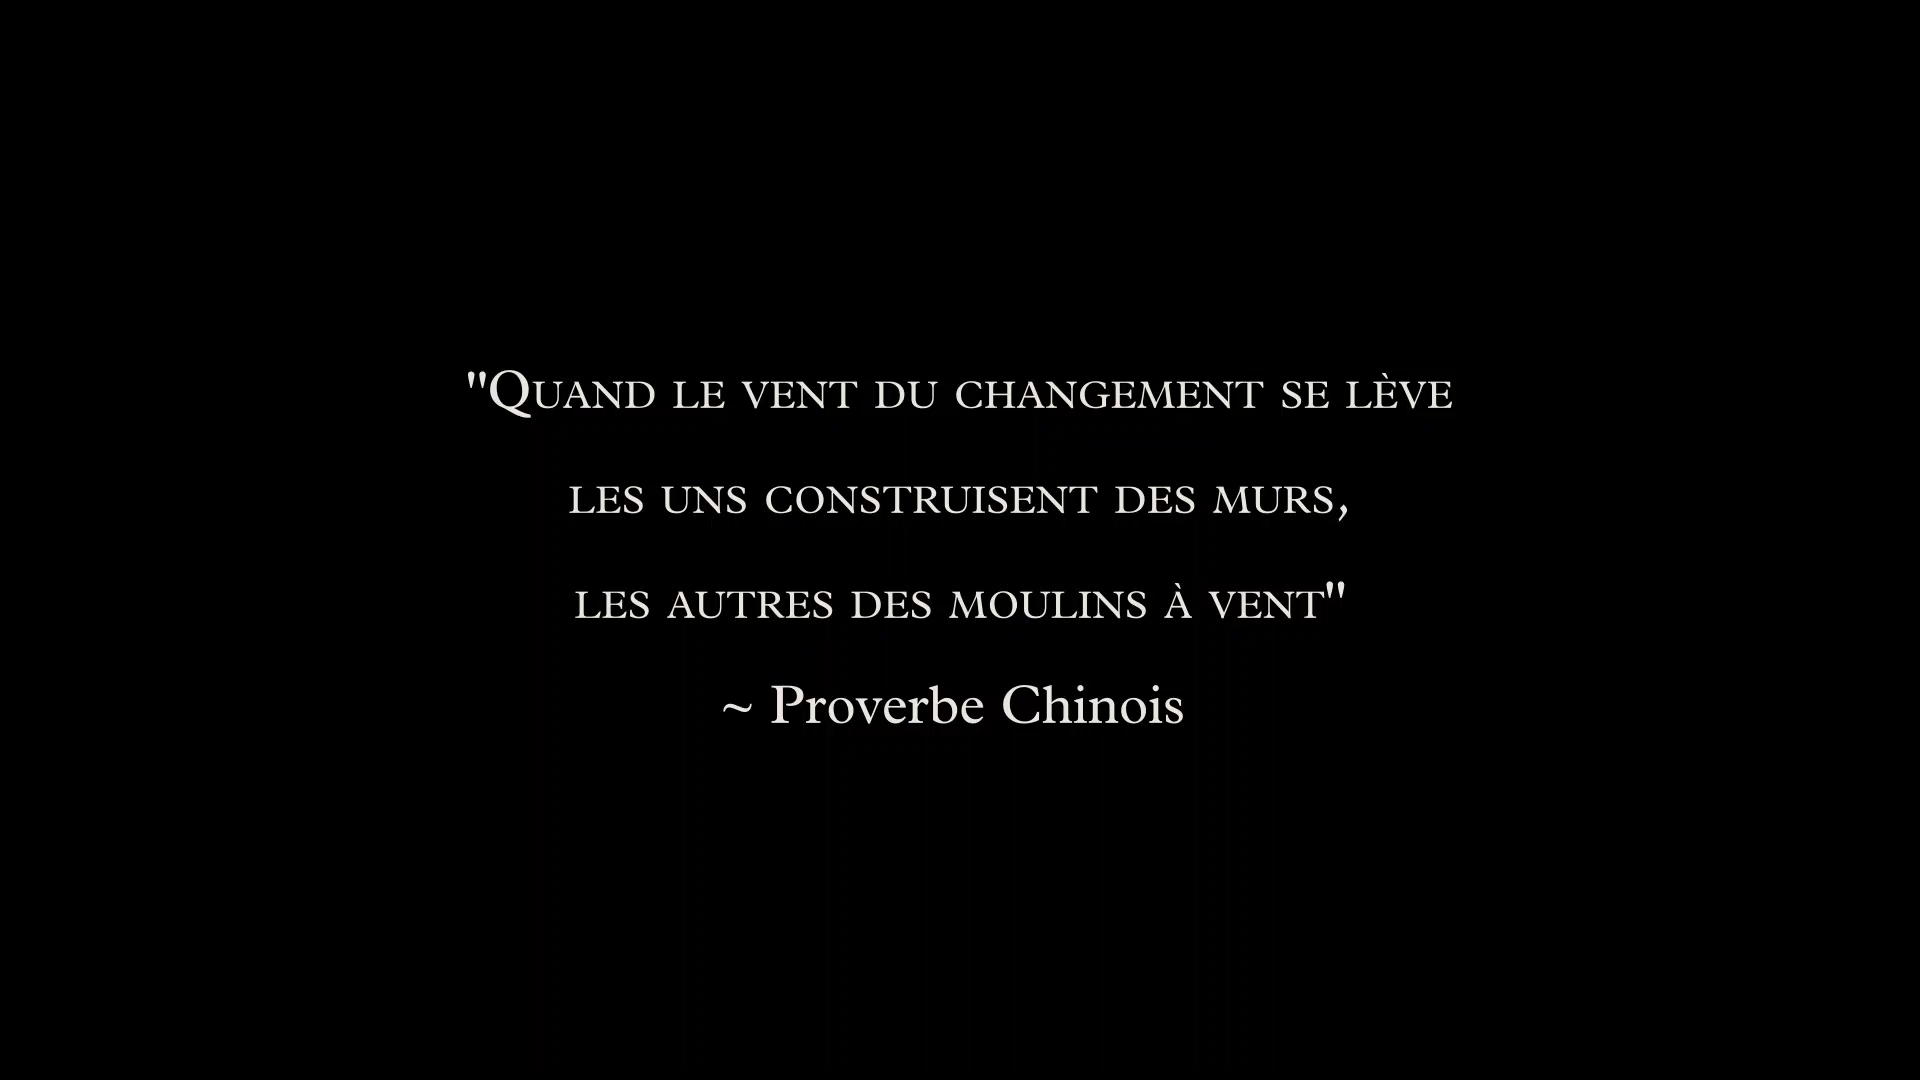 "Quand le vent du changement se lève
les uns construisent des murs,
les autres des moulins à vent"
~ Proverbe Chinois